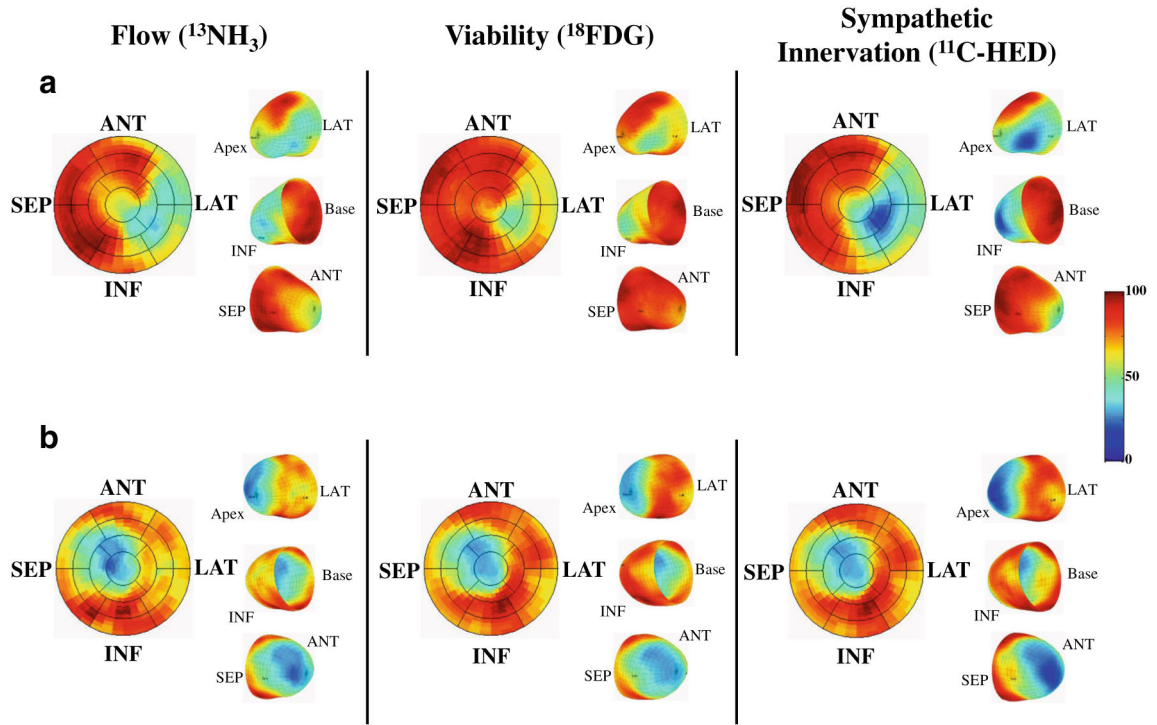 Flow (¹³NH₃)
Viability (¹⁸FDG)
Sympathetic
Innervation (¹¹C-HED)
a
ANT
SEP
LAT
INF
LAT
Apex
Base
INF
ANT
SEP
ANT
SEP
LAT
INF
LAT
Apex
Base
INF
ANT
SEP
ANT
SEP
LAT
INF
LAT
Apex
Base
INF
ANT
SEP
100
50
0
b
ANT
SEP
LAT
INF
LAT
Apex
Base
INF
ANT
SEP
ANT
SEP
LAT
INF
LAT
Apex
Base
INF
ANT
SEP
ANT
SEP
LAT
INF
LAT
Apex
Base
INF
ANT
SEP